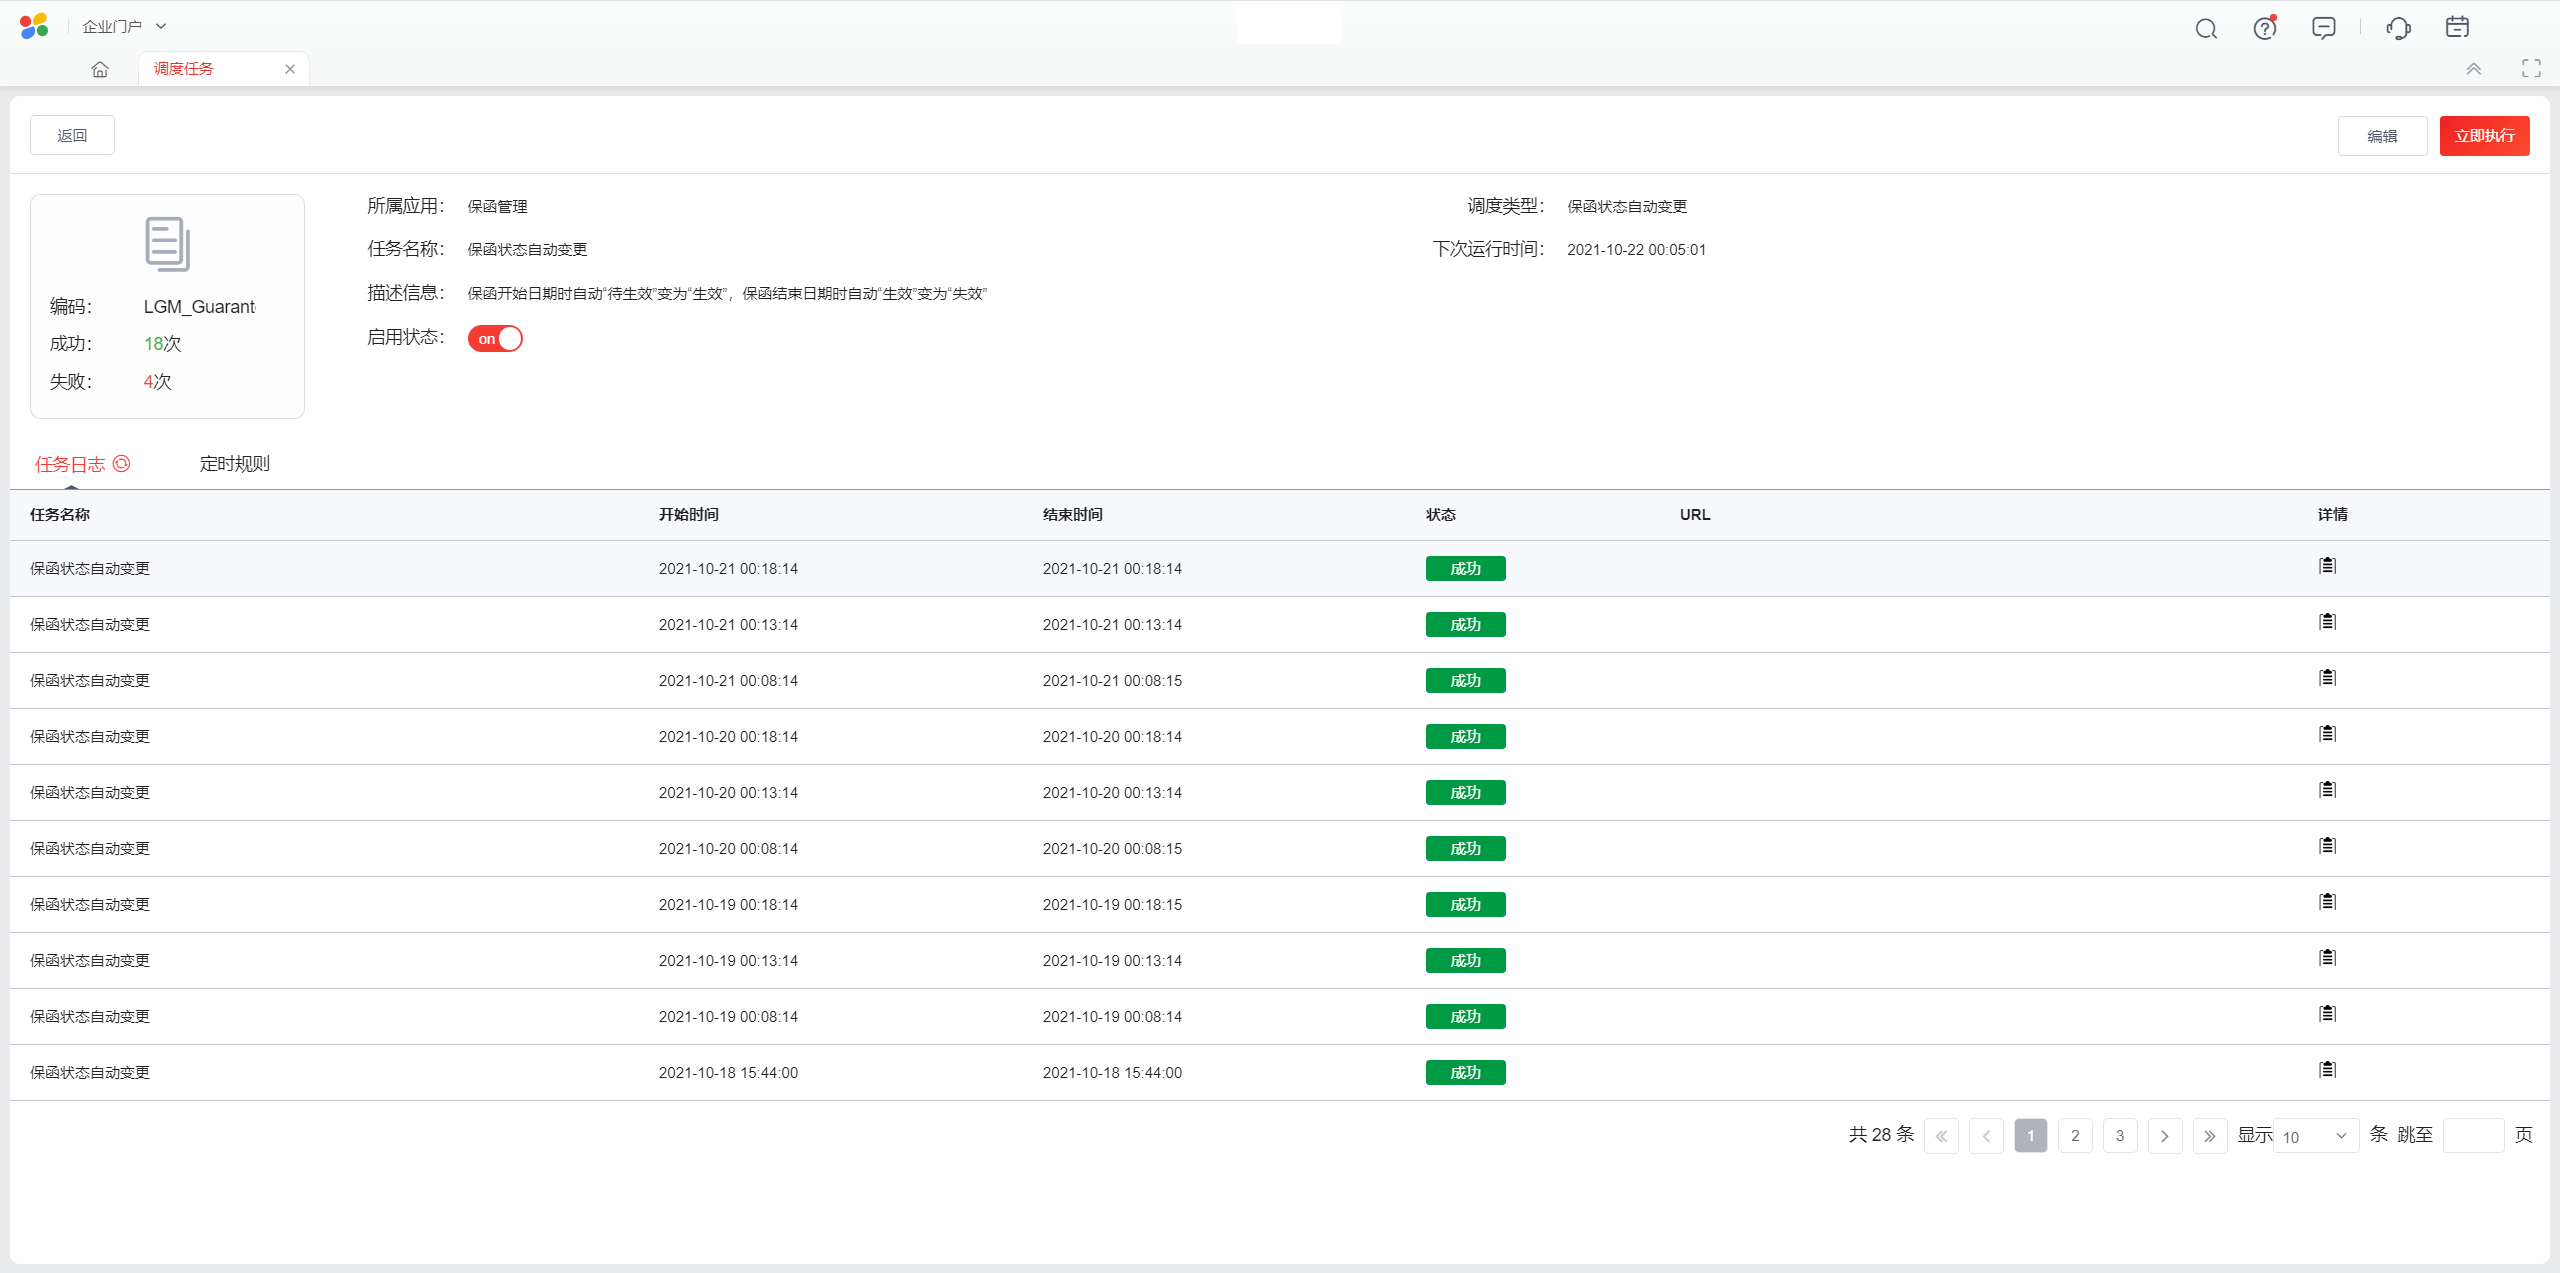 企业门户
调度任务
返回 编辑 立即执行
所属应用： 保函管理 调度类型： 保函状态自动变更
任务名称： 保函状态自动变更 下次运行时间： 2021-10-22 00:05:01
描述信息： 保函开始日期时自动“待生效”变为“生效”，保函结束日期时自动“生效”变为“失效”
启用状态： on
编码： LGM_Guarant
成功： 18次
失败： 4次
任务日志 定时规则
任务名称 开始时间 结束时间 状态 URL 详情
保函状态自动变更 2021-10-21 00:18:14 2021-10-21 00:18:14 成功
保函状态自动变更 2021-10-21 00:13:14 2021-10-21 00:13:14 成功
保函状态自动变更 2021-10-21 00:08:14 2021-10-21 00:08:15 成功
保函状态自动变更 2021-10-20 00:18:14 2021-10-20 00:18:14 成功
保函状态自动变更 2021-10-20 00:13:14 2021-10-20 00:13:14 成功
保函状态自动变更 2021-10-20 00:08:14 2021-10-20 00:08:15 成功
保函状态自动变更 2021-10-19 00:18:14 2021-10-19 00:18:15 成功
保函状态自动变更 2021-10-19 00:13:14 2021-10-19 00:13:14 成功
保函状态自动变更 2021-10-19 00:08:14 2021-10-19 00:08:14 成功
保函状态自动变更 2021-10-18 15:44:00 2021-10-18 15:44:00 成功
共 28 条 1 2 3 显示 10 条 跳至 页